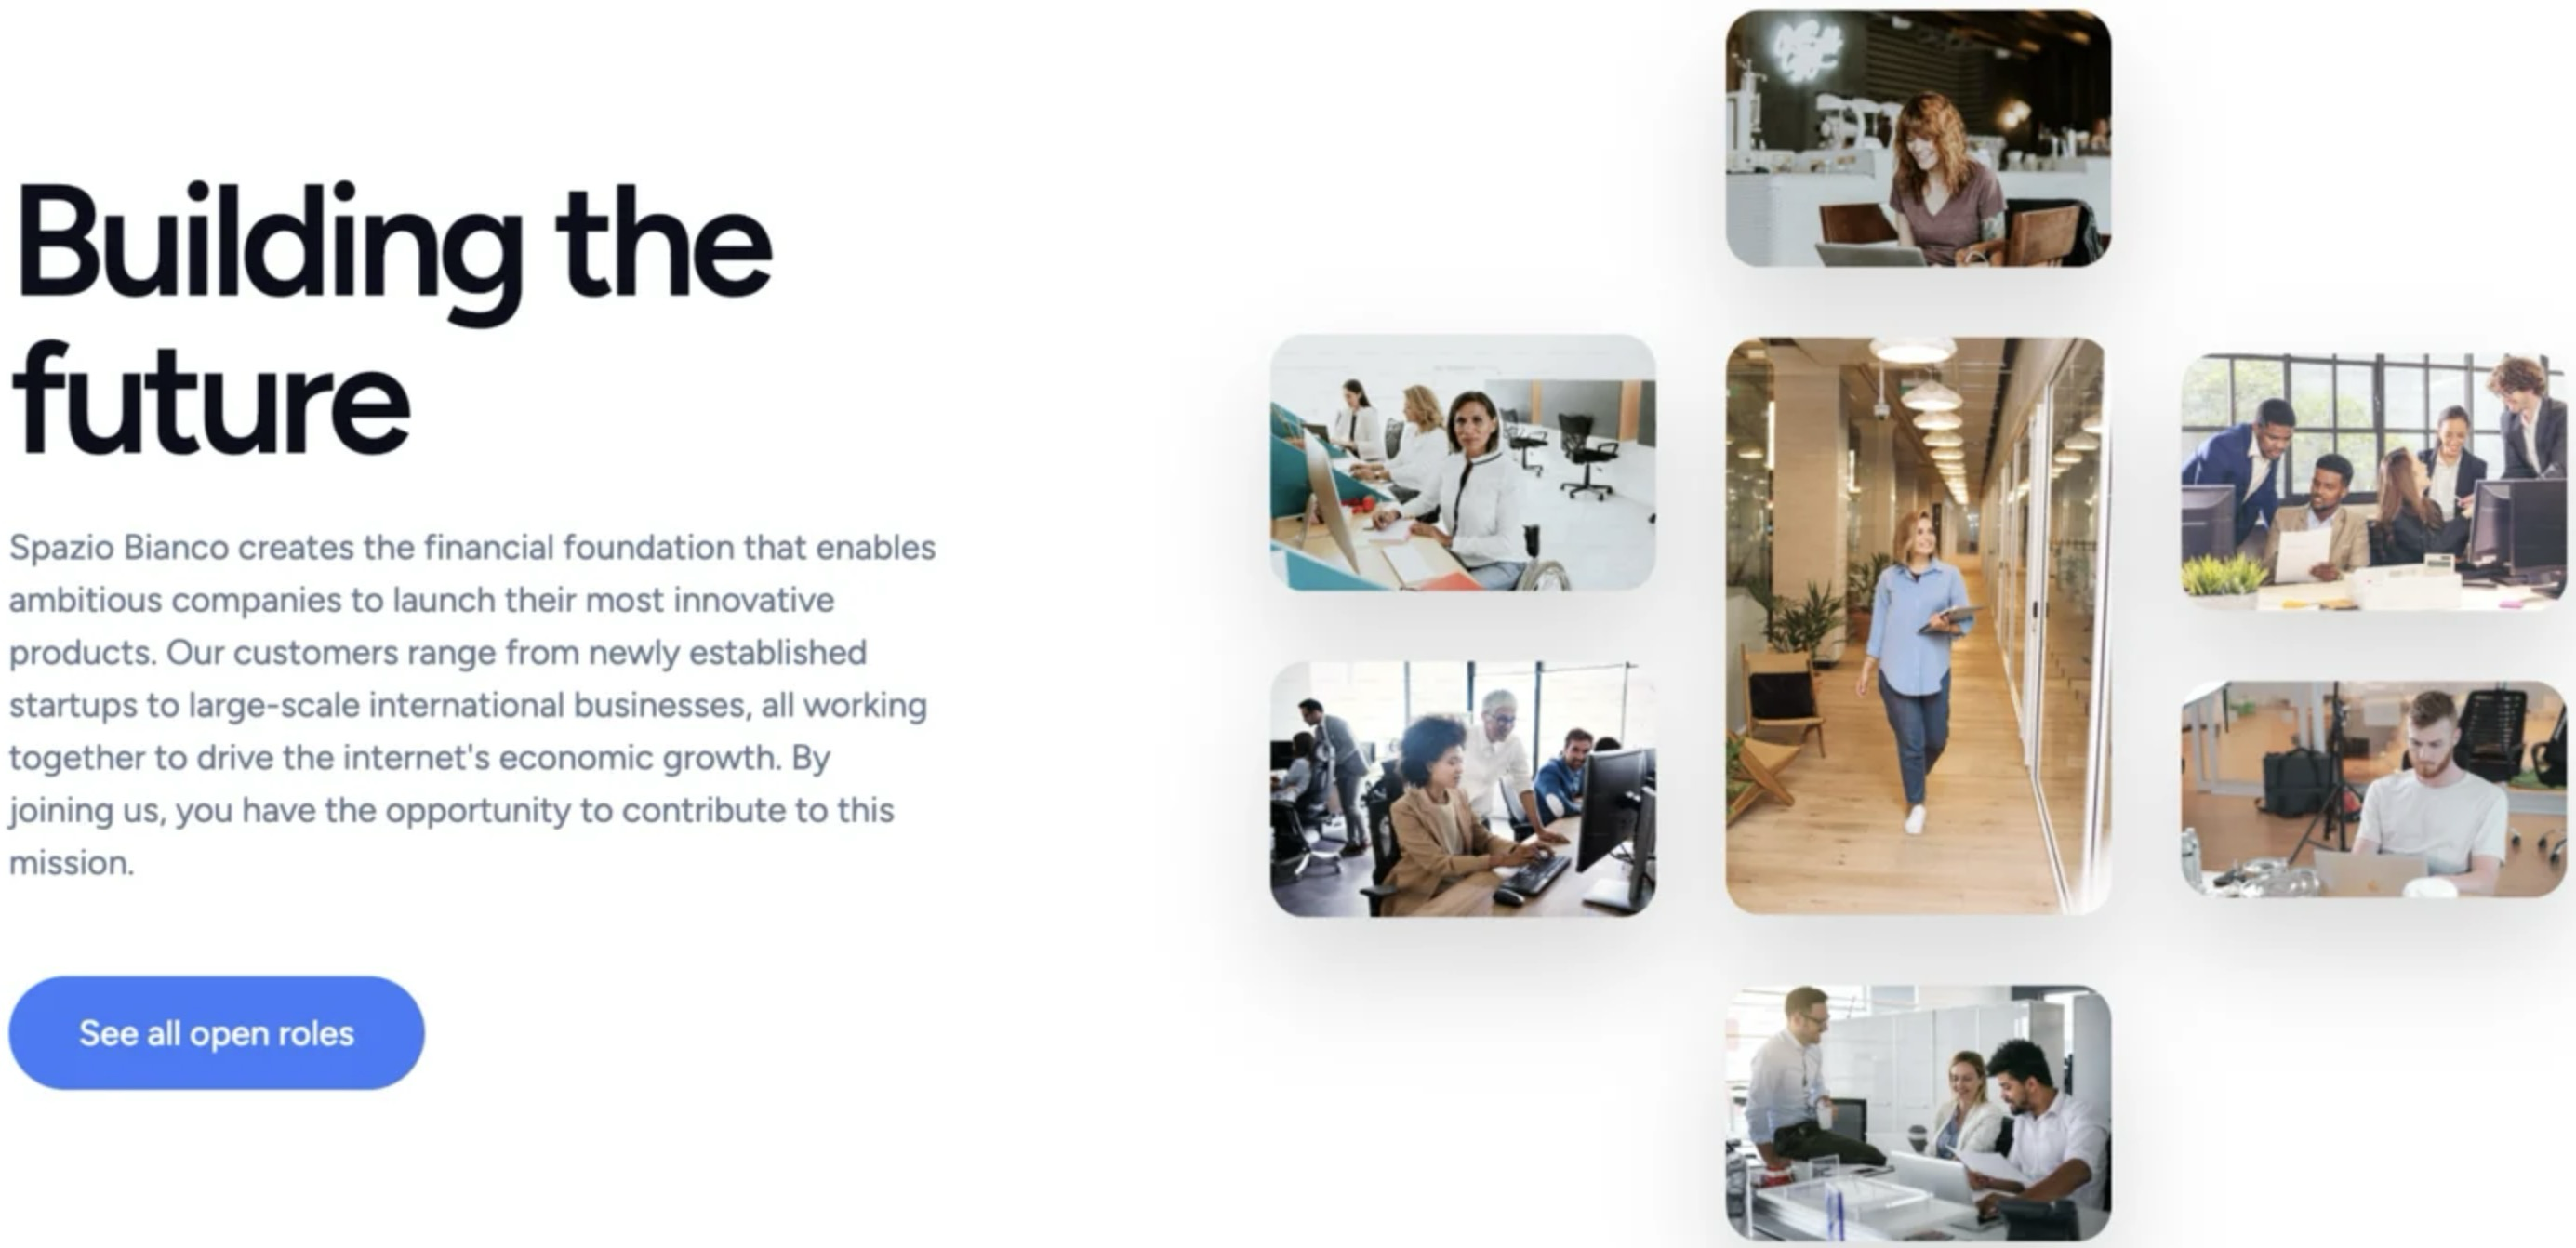 Building the
future
Spazio Bianco creates the financial foundation that enables
ambitious companies to launch their most innovative
products. Our customers range from newly established
startups to large-scale international businesses, all working
together to drive the internet's economic growth. By
joining us, you have the opportunity to contribute to this
mission.
See all open roles